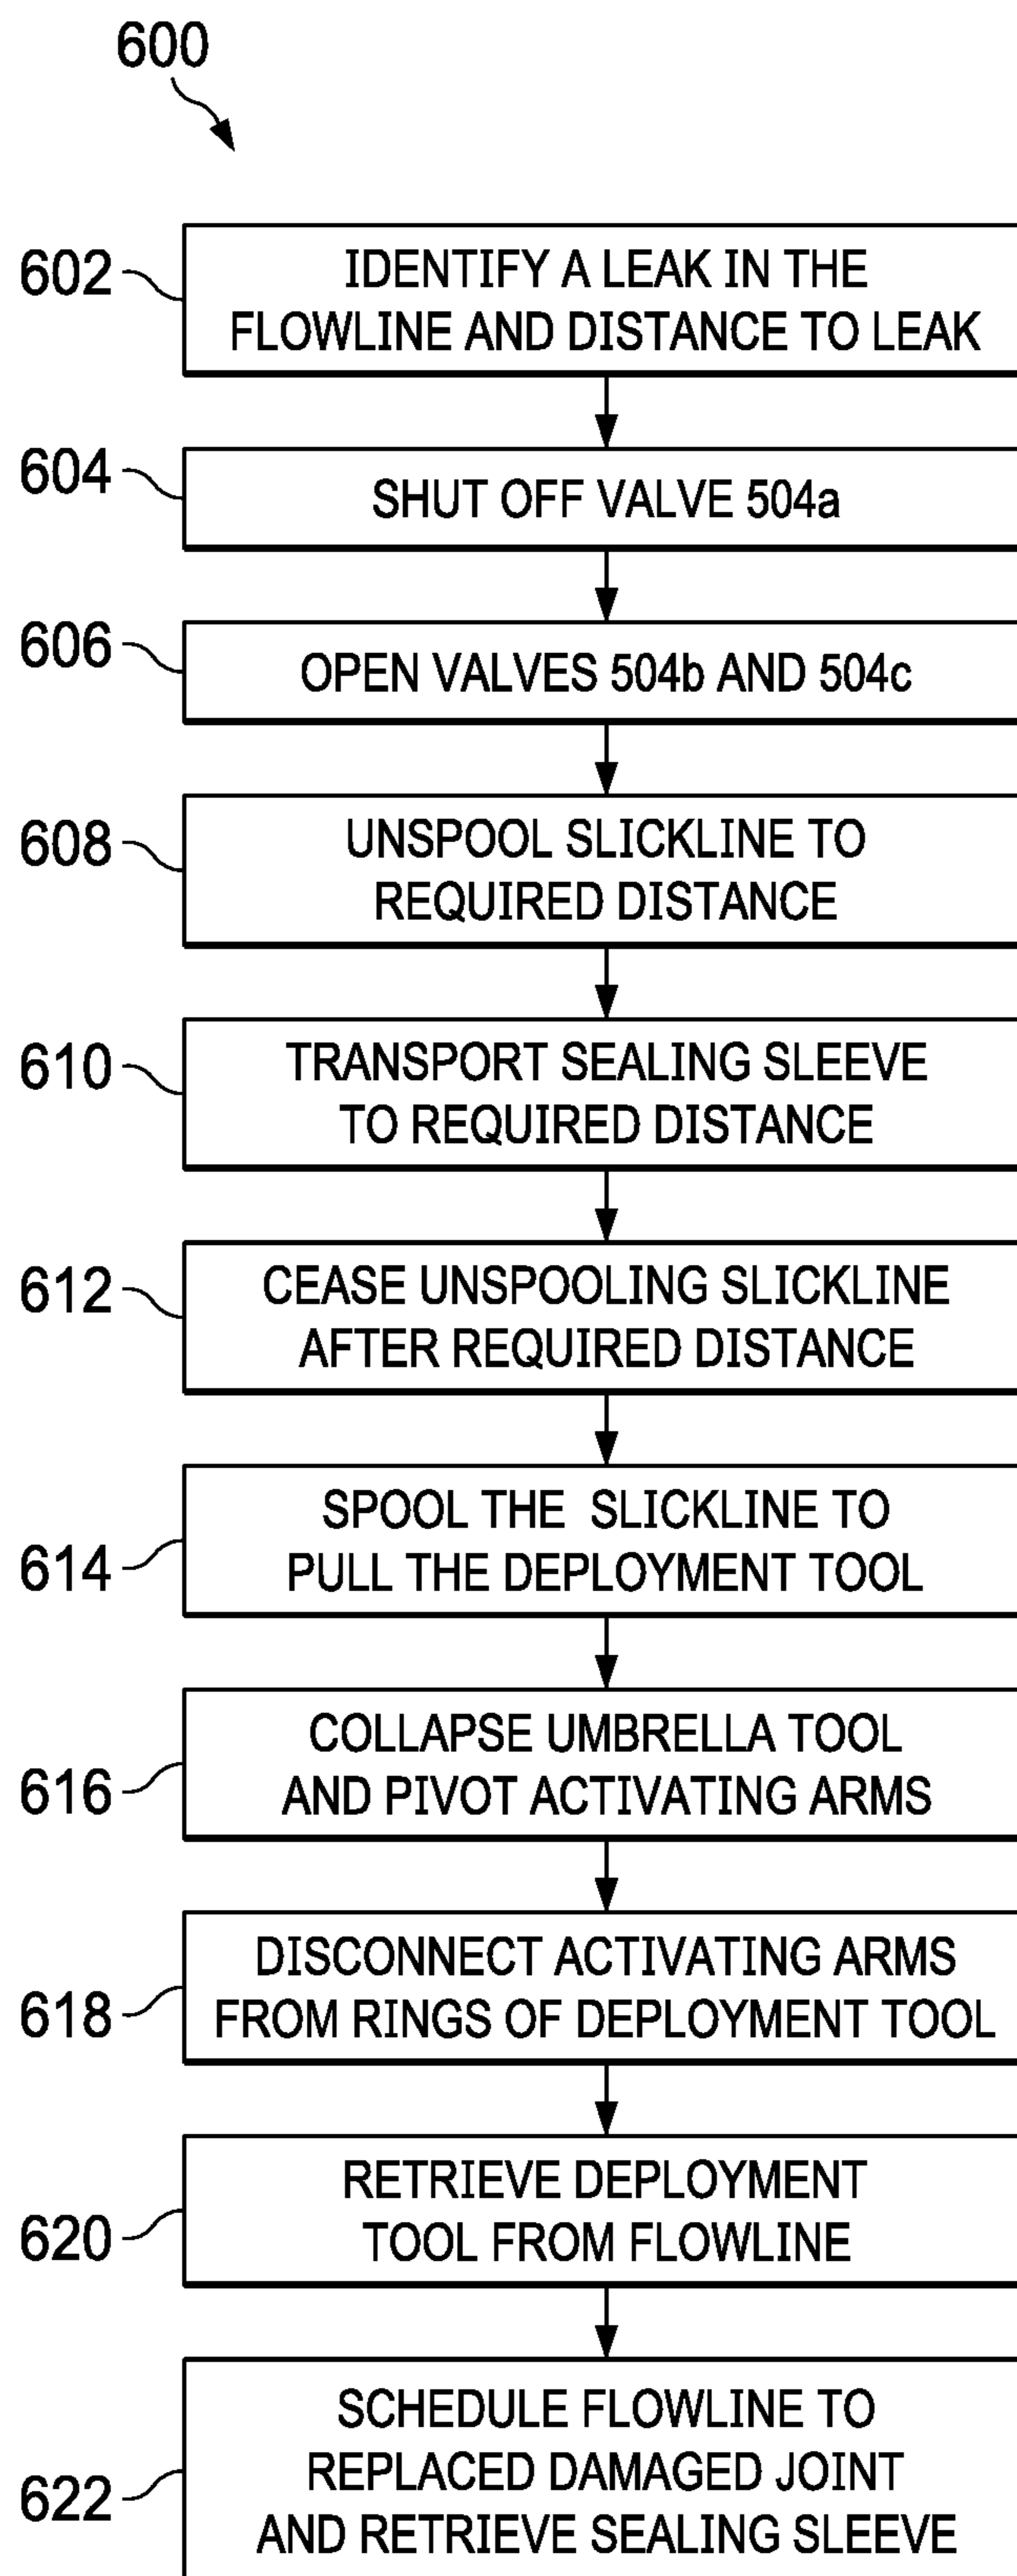 600
602
IDENTIFY A LEAK IN THE
FLOWLINE AND DISTANCE TO LEAK
604
SHUT OFF VALVE 504a
606
OPEN VALVES 504b AND 504c
608
UNSPOOL SLICKLINE TO
REQUIRED DISTANCE
610
TRANSPORT SEALING SLEEVE
TO REQUIRED DISTANCE
612
CEASE UNSPOOLING SLICKLINE
AFTER REQUIRED DISTANCE
614
SPOOL THE SLICKLINE TO
PULL THE DEPLOYMENT TOOL
616
COLLAPSE UMBRELLA TOOL
AND PIVOT ACTIVATING ARMS
618
DISCONNECT ACTIVATING ARMS
FROM RINGS OF DEPLOYMENT TOOL
620
RETRIEVE DEPLOYMENT
TOOL FROM FLOWLINE
622
SCHEDULE FLOWLINE TO
REPLACED DAMAGED JOINT
AND RETRIEVE SEALING SLEEVE